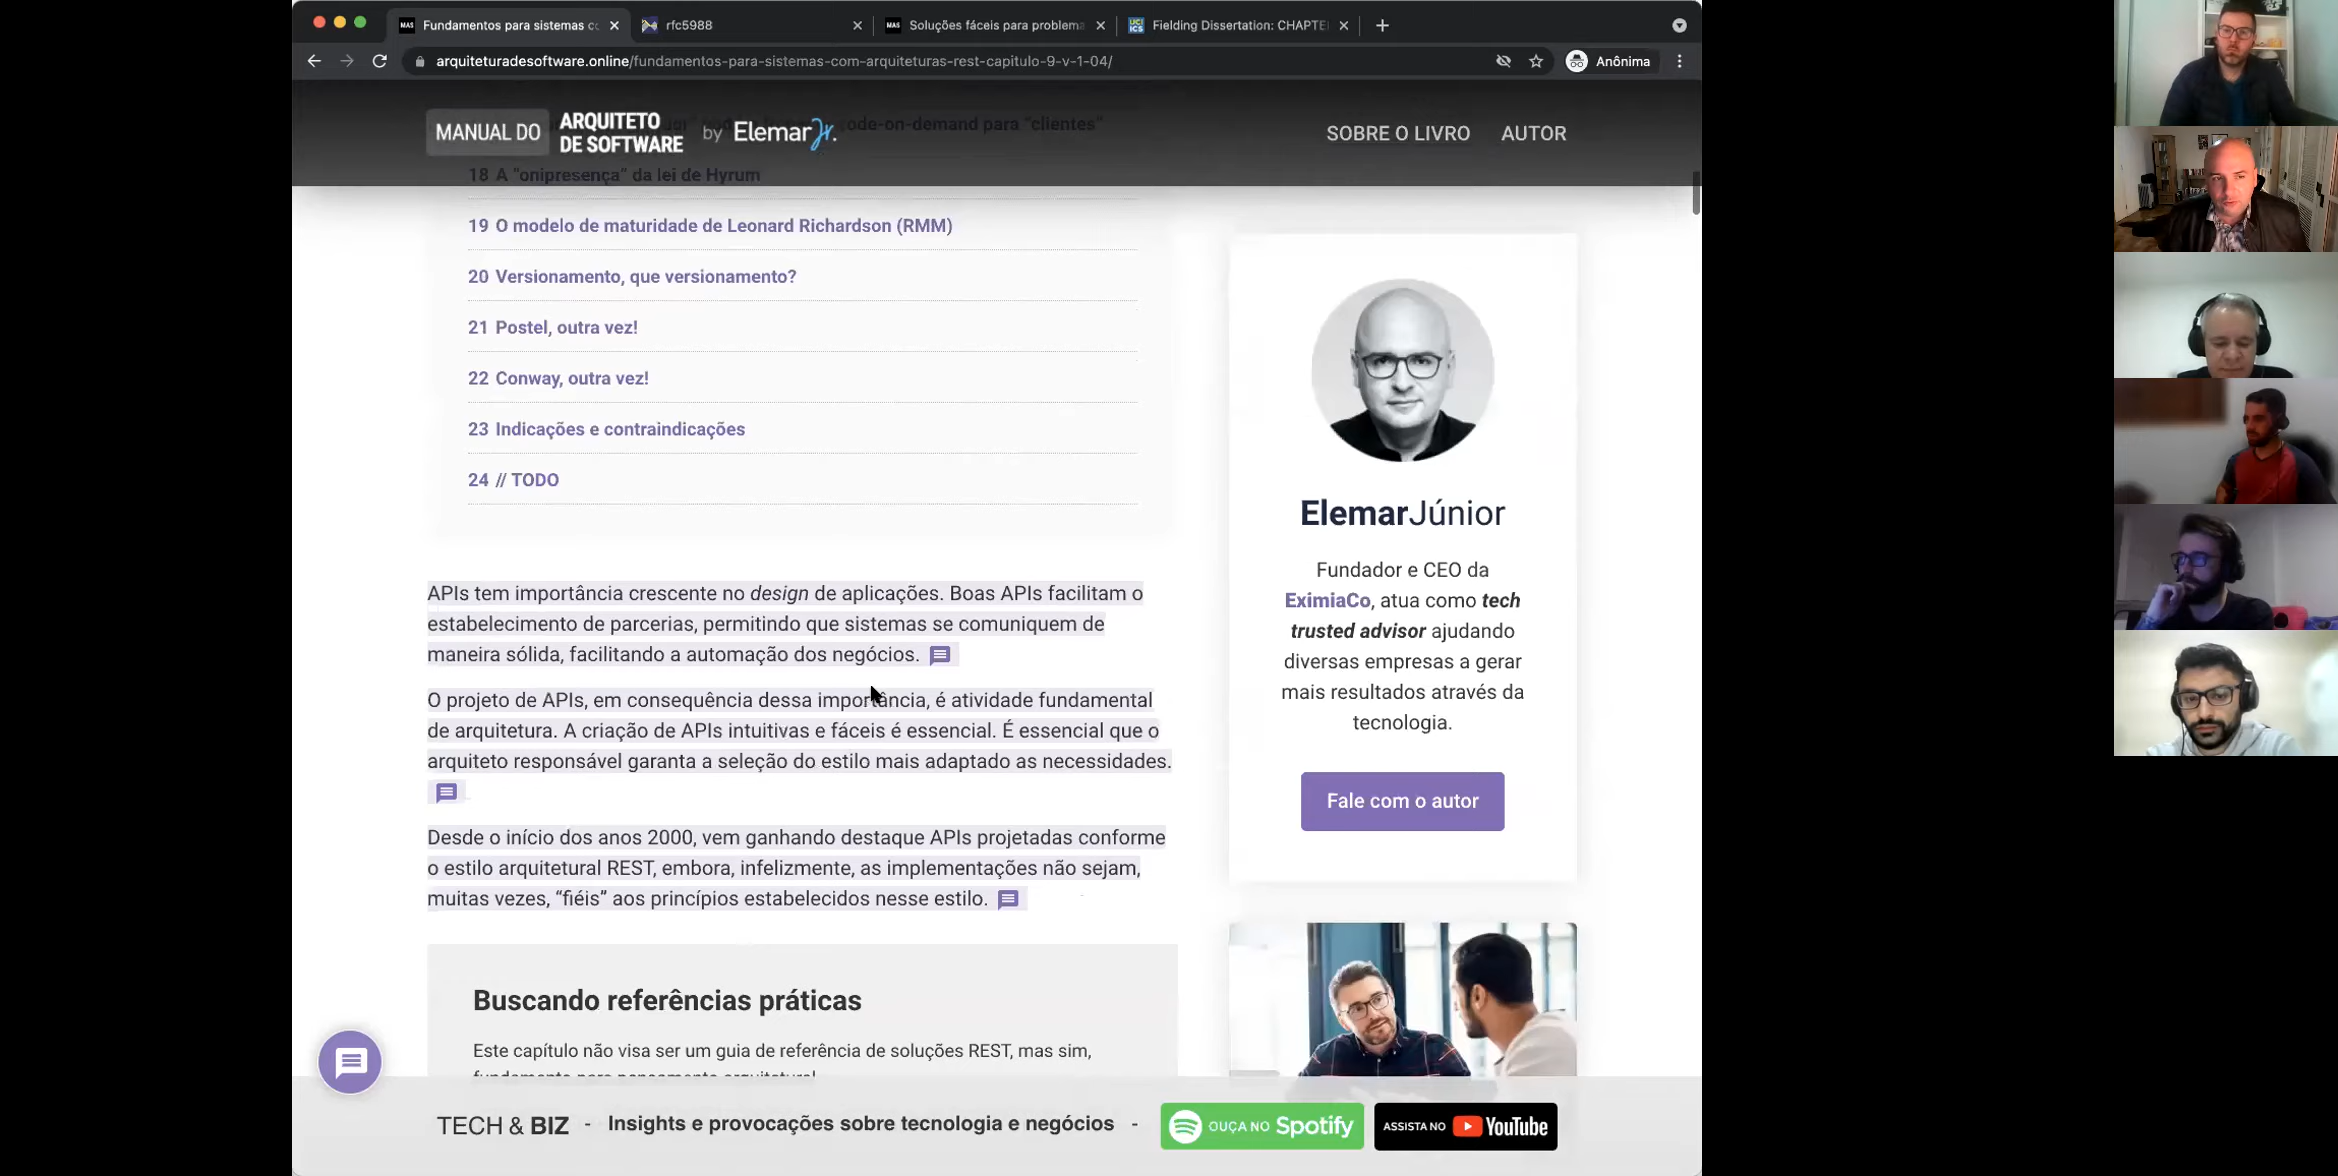 Fundamentos para sistemas co
rfc5988
Soluções fáceis para problema
Fielding Dissertation: CHAPTE
arquiteturadesoftware.online/fundamentos-para-sistemas-com-arquiteturas-rest-capitulo-9-v-1-04/
Anônima
MANUAL DO ARQUITETO DE SOFTWARE by Elemar Jr.
SOBRE O LIVRO AUTOR
code-on-demand para “clientes”
18 A “onipresença” da lei de Hyrum
19 O modelo de maturidade de Leonard Richardson (RMM)
20 Versionamento, que versionamento?
21 Postel, outra vez!
22 Conway, outra vez!
23 Indicações e contraindicações
24 // TODO
APIs tem importância crescente no design de aplicações. Boas APIs facilitam o
estabelecimento de parcerias, permitindo que sistemas se comuniquem de
maneira sólida, facilitando a automação dos negócios.
O projeto de APIs, em consequência dessa importância, é atividade fundamental
de arquitetura. A criação de APIs intuitivas e fáceis é essencial. É essencial que o
arquiteto responsável garanta a seleção do estilo mais adaptado as necessidades.
Desde o início dos anos 2000, vem ganhando destaque APIs projetadas conforme
o estilo arquitetural REST, embora, infelizmente, as implementações não sejam,
muitas vezes, “fiéis” aos princípios estabelecidos nesse estilo.
Buscando referências práticas
Este capítulo não visa ser um guia de referência de soluções REST, mas sim,
ElemarJúnior
Fundador e CEO da
EximiaCo, atua como tech
trusted advisor ajudando
diversas empresas a gerar
mais resultados através da
tecnologia.
Fale com o autor
TECH & BIZ - Insights e provocações sobre tecnologia e negócios -
OUÇA NO Spotify
ASSISTA NO YouTube